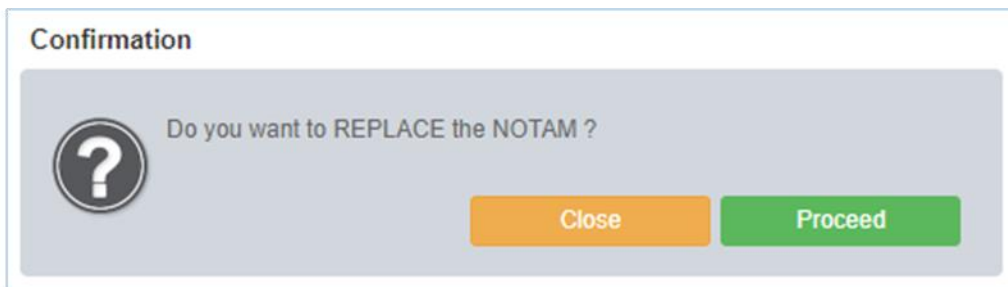 Confirmation
Do you want to REPLACE the NOTAM ?
Close Proceed